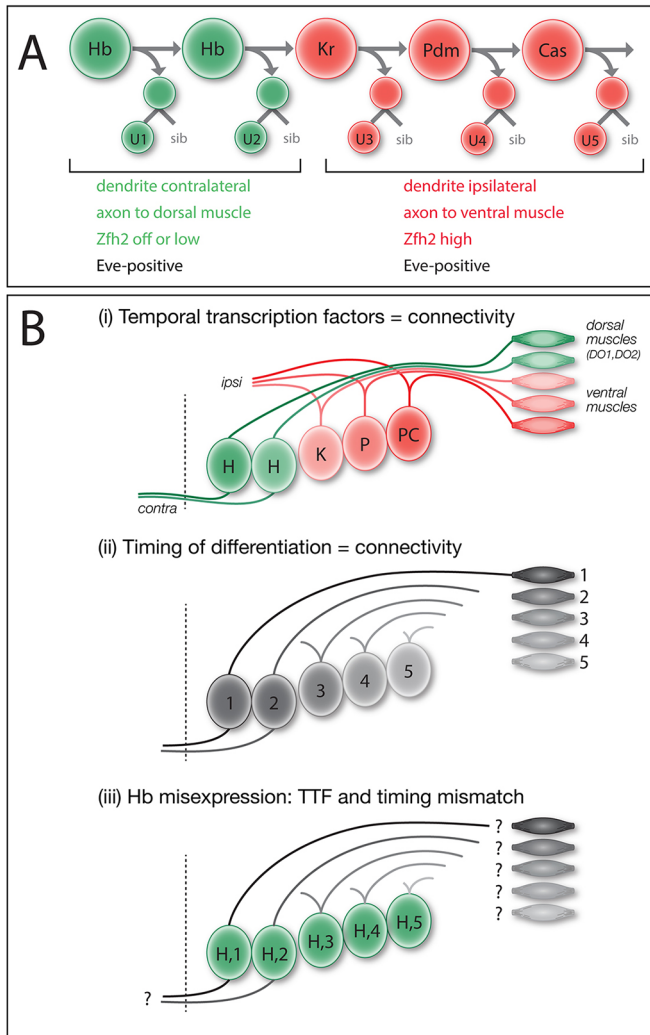 A
Hb Hb Kr Pdm Cas
U1 sib U2 sib U3 sib U4 sib U5 sib
dendrite contralateral
axon to dorsal muscle
Zfh2 off or low
Eve-positive
dendrite ipsilateral
axon to ventral muscle
Zfh2 high
Eve-positive
B
(i) Temporal transcription factors = connectivity
dorsal
muscles
(DO1,DO2)
ipsi
ventral
muscles
H H K P PC
contra
(ii) Timing of differentiation = connectivity
1
2
3
4
5
1 2 3 4 5
(iii) Hb misexpression: TTF and timing mismatch
?
?
?
?
?
H,1 H,2 H,3 H,4 H,5
?